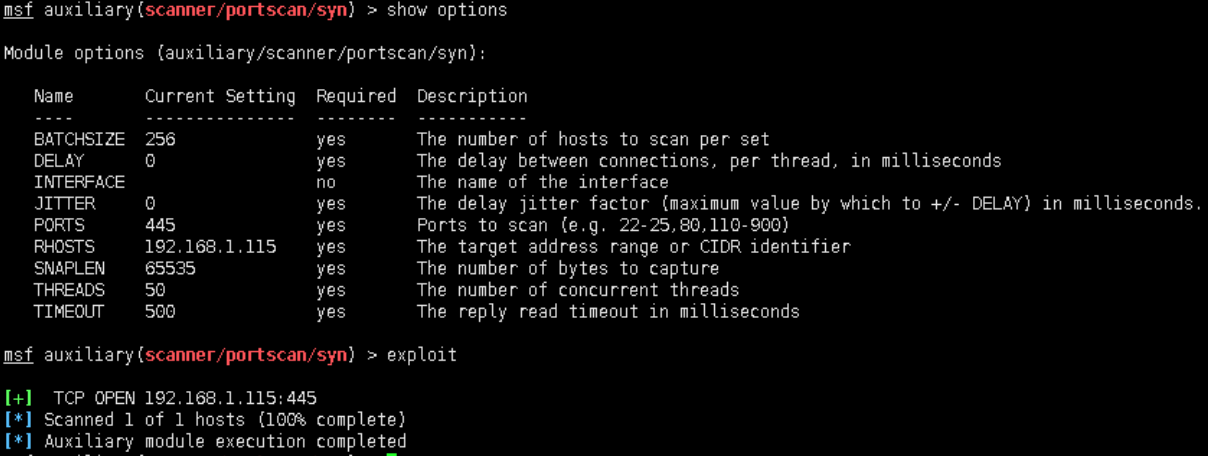 msf auxiliary(scanner/portscan/syn) > show options
Module options (auxiliary/scanner/portscan/syn):
Name Current Setting Required Description
---- --------------- -------- -----------
BATCHSIZE 256 yes The number of hosts to scan per set
DELAY 0 yes The delay between connections, per thread, in milliseconds
INTERFACE no The name of the interface
JITTER 0 yes The delay jitter factor (maximum value by which to +/- DELAY) in milliseconds.
PORTS 445 yes Ports to scan (e.g. 22-25,80,110-900)
RHOSTS 192.168.1.115 yes The target address range or CIDR identifier
SNAPLEN 65535 yes The number of bytes to capture
THREADS 50 yes The number of concurrent threads
TIMEOUT 500 yes The reply read timeout in milliseconds
msf auxiliary(scanner/portscan/syn) > exploit
[+] TCP OPEN 192.168.1.115:445
[*] Scanned 1 of 1 hosts (100% complete)
[*] Auxiliary module execution completed